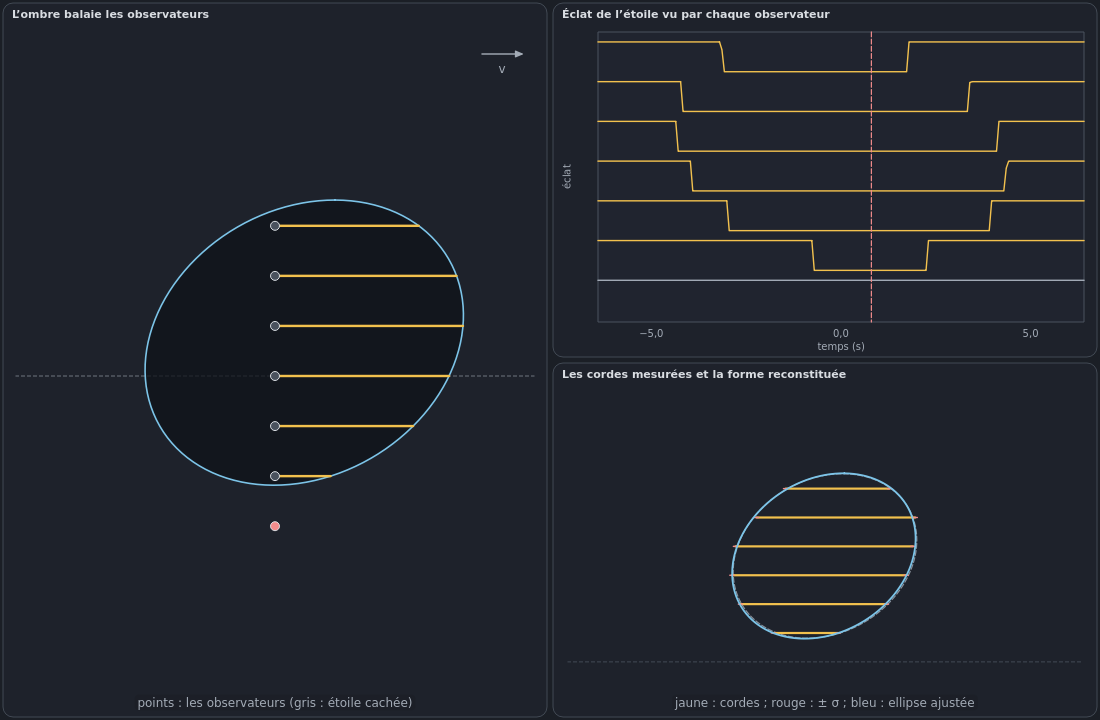 L’ombre balaie les observateurs
v
points : les observateurs (gris : étoile cachée)
Éclat de l’étoile vu par chaque observateur
éclat
−5,0 0,0 5,0
temps (s)
Les cordes mesurées et la forme reconstituée
jaune : cordes ; rouge : ± σ ; bleu : ellipse ajustée